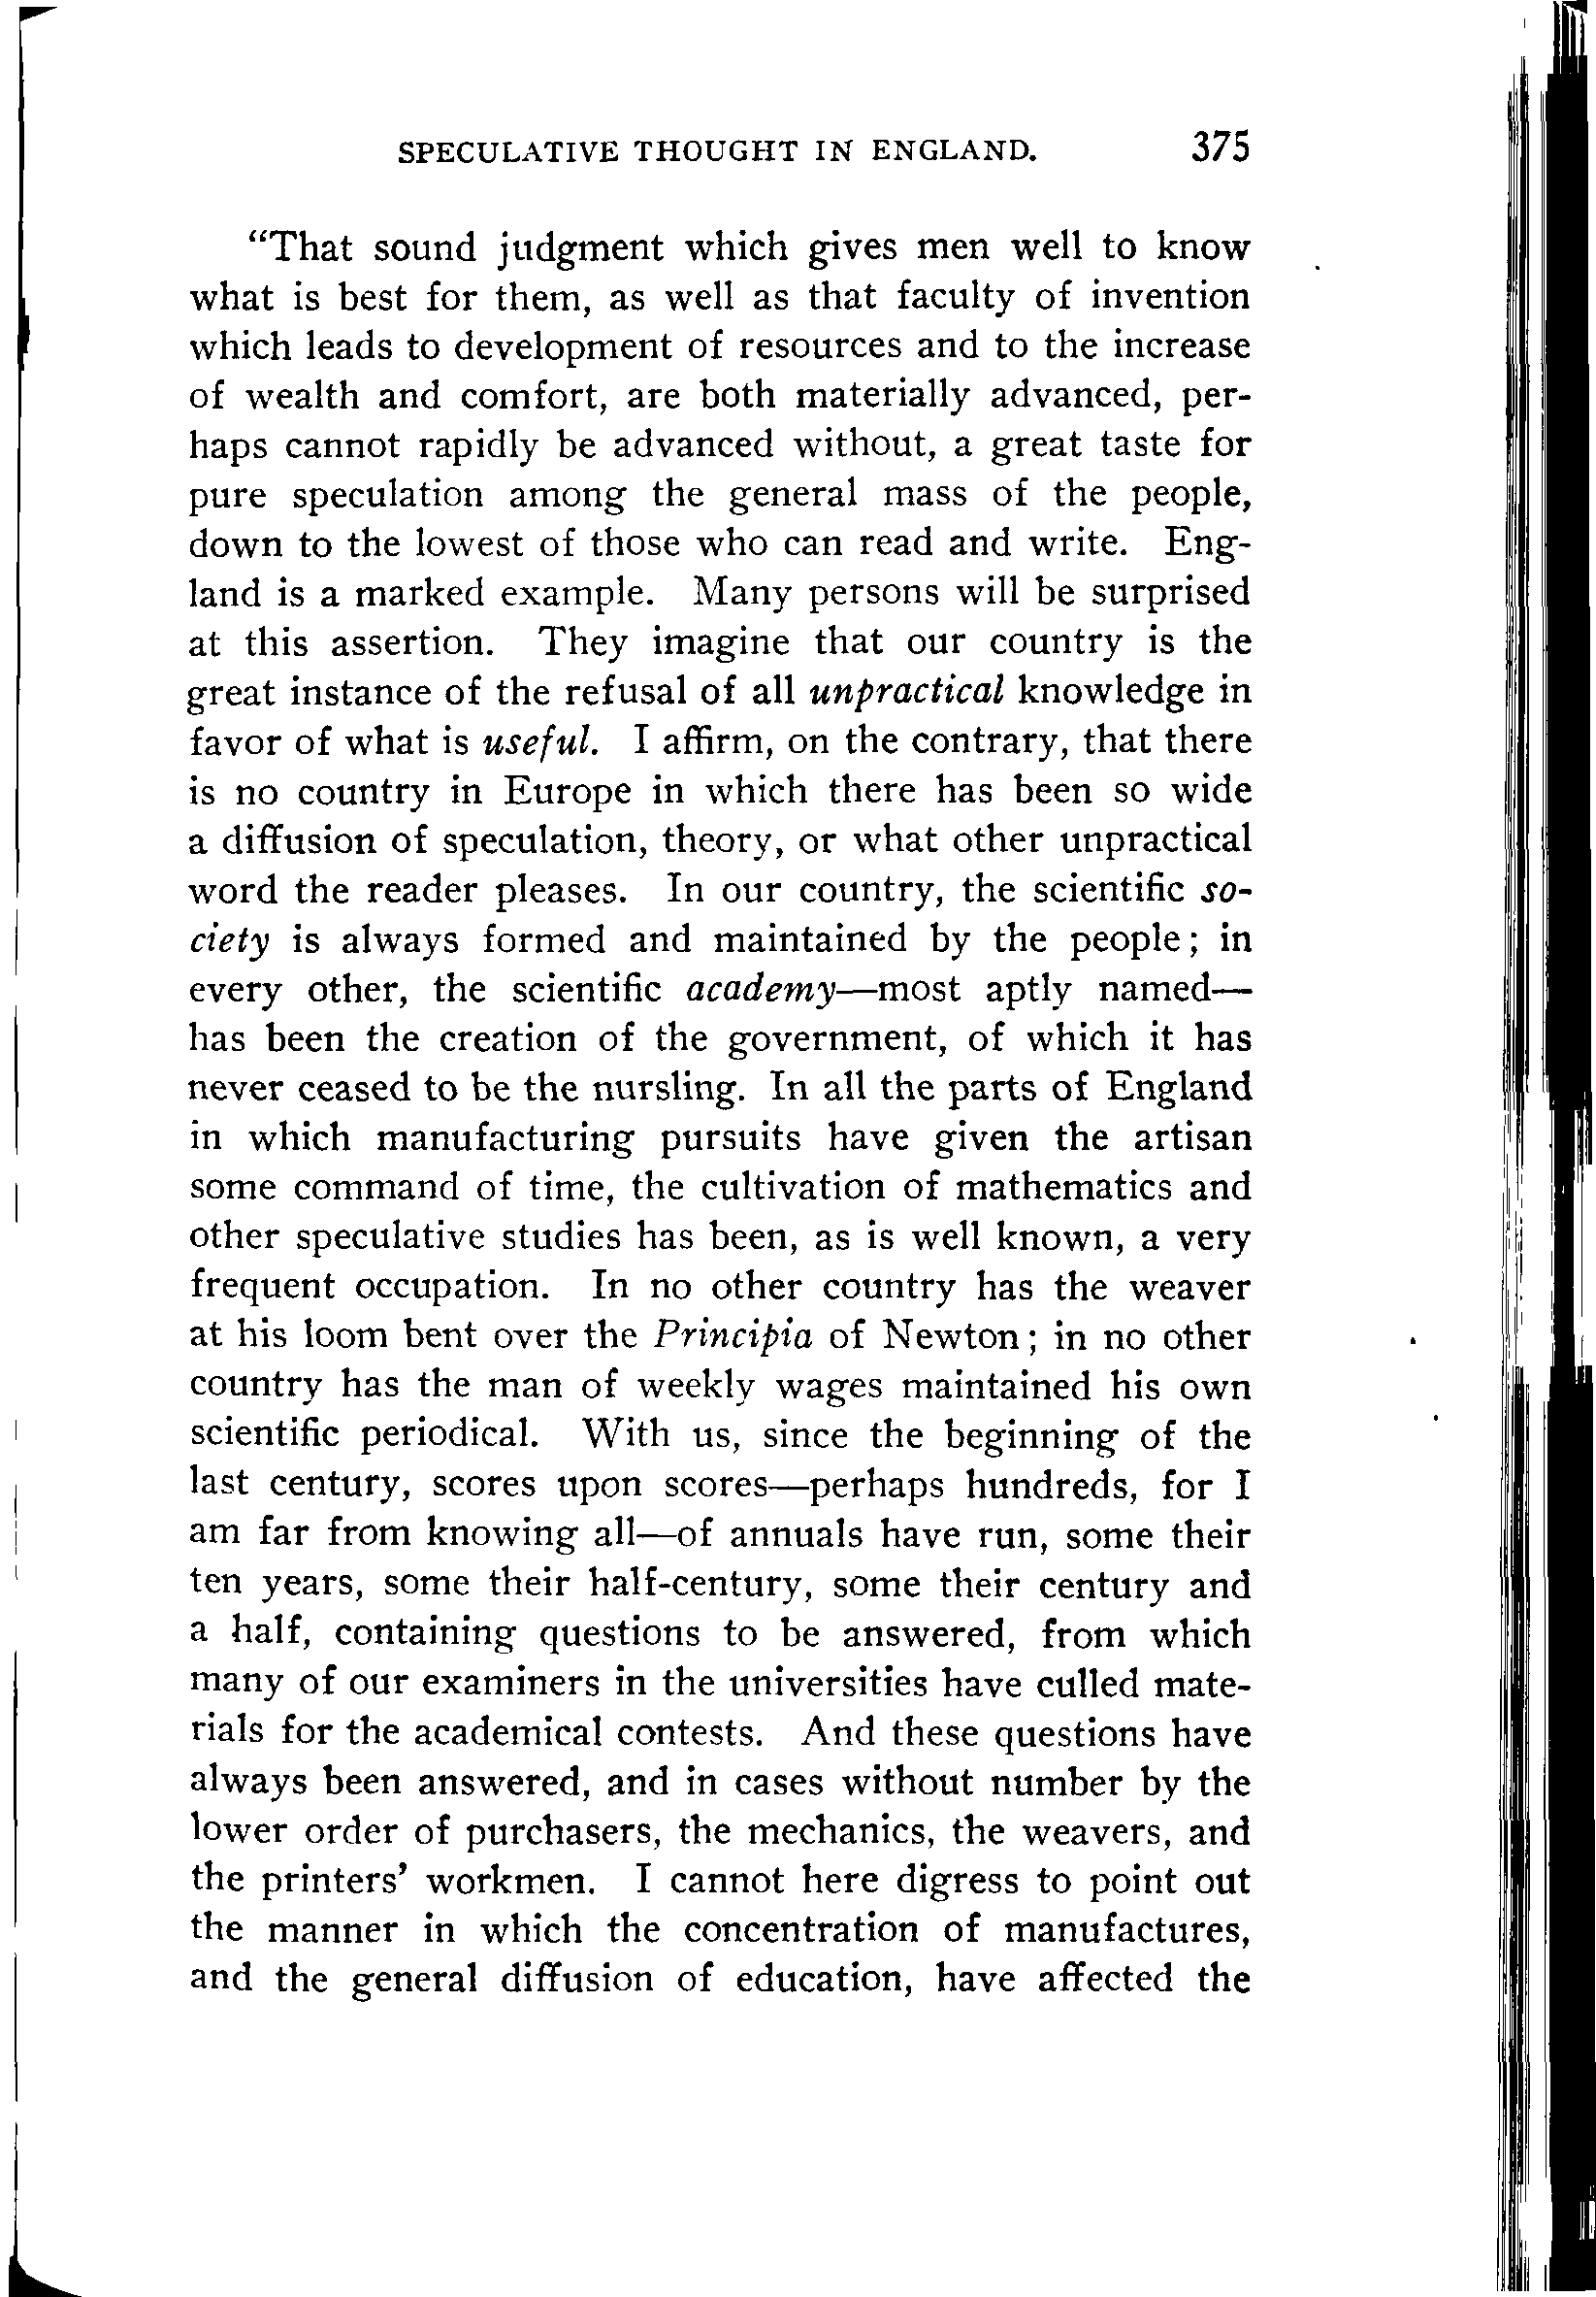 SPECULATIVE THOUGHT IN ENGLAND. 375
“That sound judgment which gives men well to know
what is best for them, as well as that faculty of invention
which leads to development of resources and to the increase
of wealth and comfort, are both materially advanced, per-
haps cannot rapidly be advanced without, a great taste for
pure speculation among the general mass of the people,
down to the lowest of those who can read and write. Eng-
land is a marked example. Many persons will be surprised
at this assertion. They imagine that our country is the
great instance of the refusal of all unpractical knowledge in
favor of what is useful. I affirm, on the contrary, that there
is no country in Europe in which there has been so wide
a diffusion of speculation, theory, or what other unpractical
word the reader pleases. In our country, the scientific so-
ciety is always formed and maintained by the people; in
every other, the scientific academy—most aptly named—
has been the creation of the government, of which it has
never ceased to be the nursling. In all the parts of England
in which manufacturing pursuits have given the artisan
some command of time, the cultivation of mathematics and
other speculative studies has been, as is well known, a very
frequent occupation. In no other country has the weaver
at his loom bent over the Principia of Newton; in no other
country has the man of weekly wages maintained his own
scientific periodical. With us, since the beginning of the
last century, scores upon scores—perhaps hundreds, for I
am far from knowing all—of annuals have run, some their
ten years, some their half-century, some their century and
a half, containing questions to be answered, from which
many of our examiners in the universities have culled mate-
rials for the academical contests. And these questions have
always been answered, and in cases without number by the
lower order of purchasers, the mechanics, the weavers, and
the printers’ workmen. I cannot here digress to point out
the manner in which the concentration of manufactures,
and the general diffusion of education, have affected the